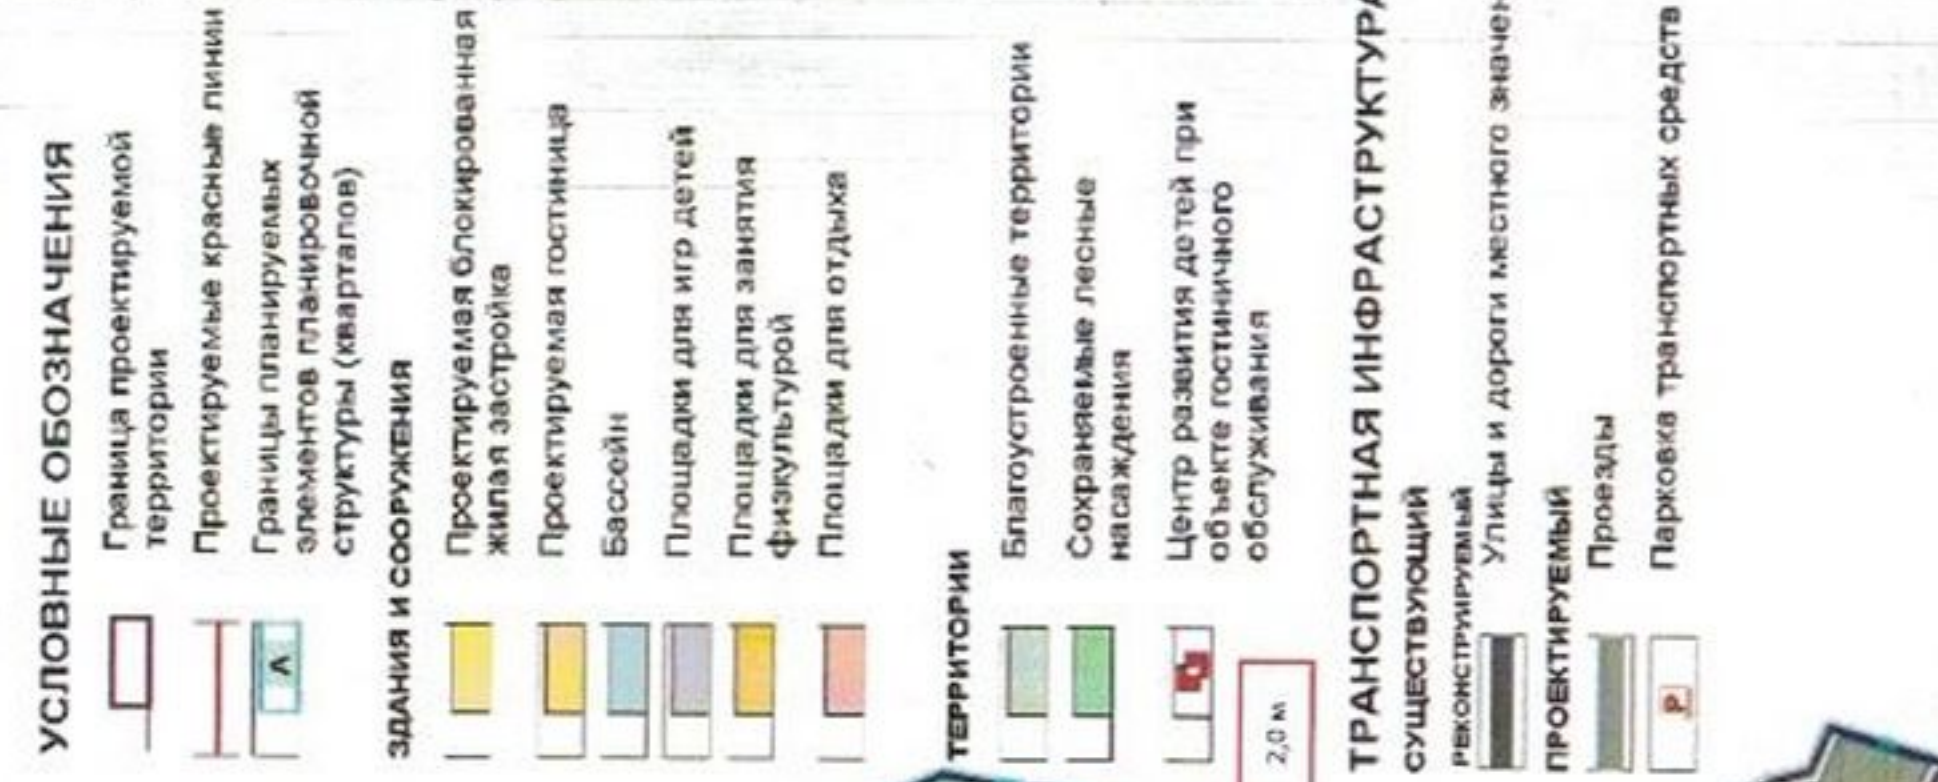 УСЛОВНЫЕ ОБОЗНАЧЕНИЯ
Граница проектируемой
территории
Проектируемые красные линии
А
Границы планируемых
элементов планировочной
структуры (кварталов)
ЗДАНИЯ И СООРУЖЕНИЯ
Проектируемая блокированная
жилая застройка
Проектируемая гостиница
Бассейн
Площадки для игр детей
Площадки для занятия
физкультурой
Площадки для отдыха
ТЕРРИТОРИИ
Благоустроенные территории
Сохраняемые лесные
насаждения
Центр развития детей при
объекте гостиничного
обслуживания
2,0 м
ТРАНСПОРТНАЯ ИНФРАСТРУКТУРА
СУЩЕСТВУЮЩИЙ
РЕКОНСТРУИРУЕМЫЙ
Улицы и дороги местного
ПРОЕКТИРУЕМЫЙ
Проезды
P
Парковка транспортных средств